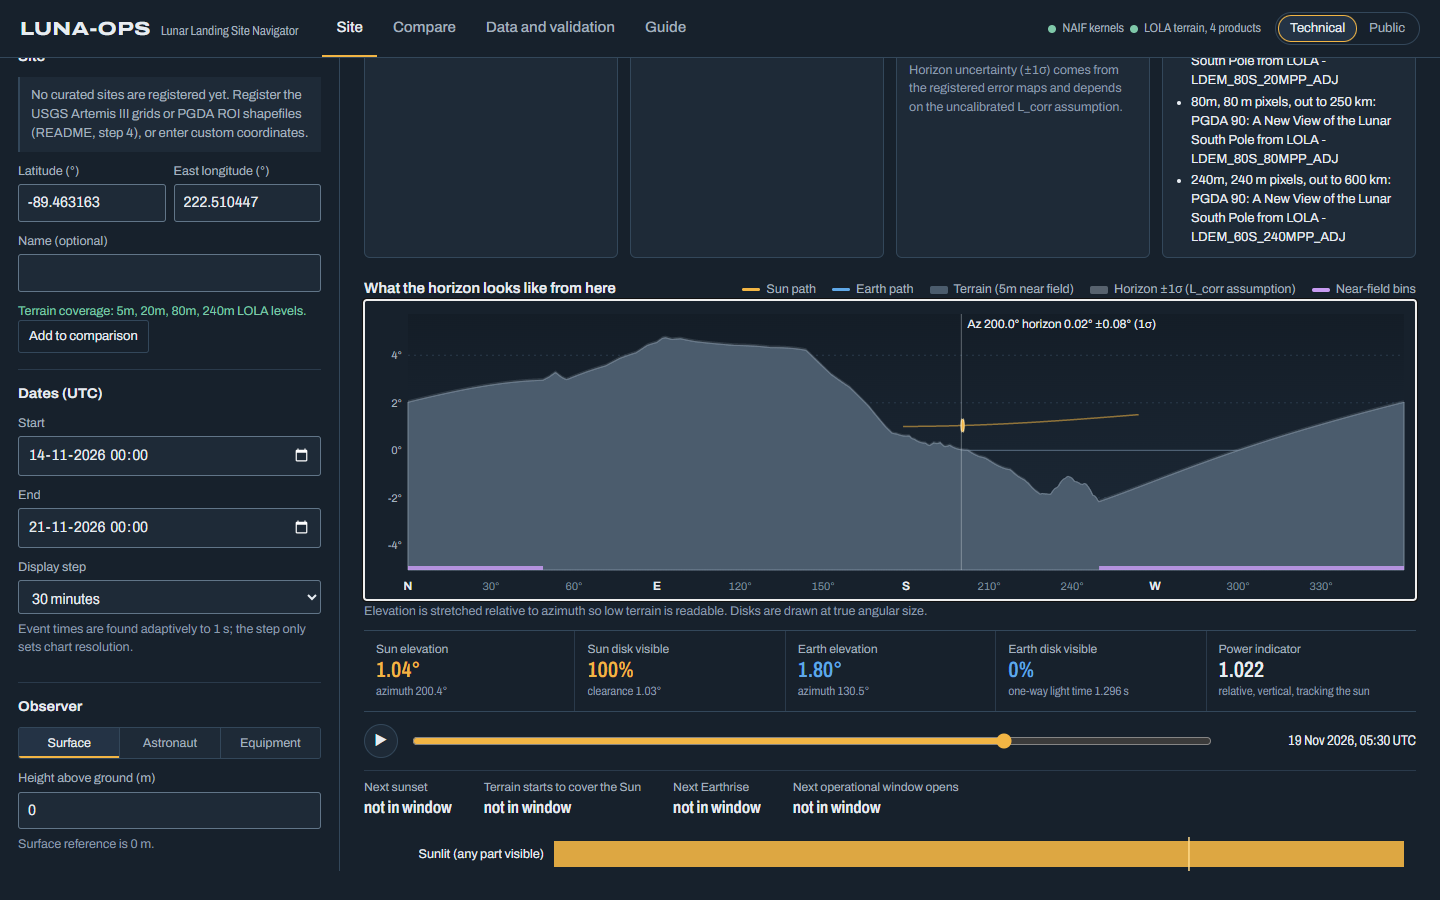 LUNA-OPS Lunar Landing Site Navigator
Site Compare Data and validation Guide
NAIF kernels LOLA terrain, 4 products
Technical Public
Site
No curated sites are registered yet. Register the
USGS Artemis III grids or PGDA ROI shapefiles
(README, step 4), or enter custom coordinates.
Latitude (°) East longitude (°)
-89.463163 222.510447
Name (optional)
Terrain coverage: 5m, 20m, 80m, 240m LOLA levels.
Add to comparison
Dates (UTC)
Start
14-11-2026 00:00
End
21-11-2026 00:00
Display step
30 minutes
Event times are found adaptively to 1 s; the step only
sets chart resolution.
Observer
Surface Astronaut Equipment
Height above ground (m)
0
Surface reference is 0 m.
Horizon uncertainty (±1σ) comes from
the registered error maps and depends
on the uncalibrated L_corr assumption.
South Pole from LOLA -
LDEM_80S_20MPP_ADJ
• 80m, 80 m pixels, out to 250 km:
PGDA 90: A New View of the Lunar
South Pole from LOLA -
LDEM_80S_80MPP_ADJ
• 240m, 240 m pixels, out to 600 km:
PGDA 90: A New View of the Lunar
South Pole from LOLA -
LDEM_60S_240MPP_ADJ
What the horizon looks like from here
Sun path Earth path Terrain (5m near field) Horizon ±1σ (L_corr assumption) Near-field bins
Az 200.0° horizon 0.02° ±0.08° (1σ)
4°
2°
0°
-2°
-4°
N 30° 60° E 120° 150° S 210° 240° W 300° 330°
Elevation is stretched relative to azimuth so low terrain is readable. Disks are drawn at true angular size.
Sun elevation
1.04°
azimuth 200.4°
Sun disk visible
100%
clearance 1.03°
Earth elevation
1.80°
azimuth 130.5°
Earth disk visible
0%
one-way light time 1.296 s
Power indicator
1.022
relative, vertical, tracking the sun
19 Nov 2026, 05:30 UTC
Next sunset
not in window
Terrain starts to cover the Sun
not in window
Next Earthrise
not in window
Next operational window opens
not in window
Sunlit (any part visible)